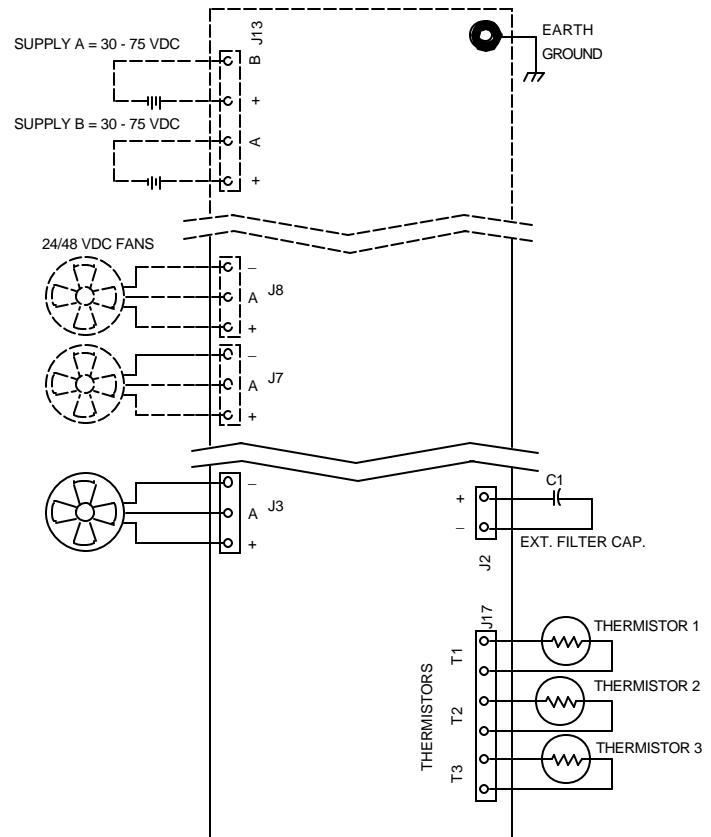 J13
EARTH
GROUND
SUPPLY A = 30 - 75 VDC
B
+
SUPPLY B = 30 - 75 VDC
A
+
24/48 VDC FANS
–
A
+
J8
–
A
+
J7
–
A
+
J3
C1
+
–
EXT. FILTER CAP.
J2
J17
THERMISTORS
T1
THERMISTOR 1
T2
THERMISTOR 2
T3
THERMISTOR 3